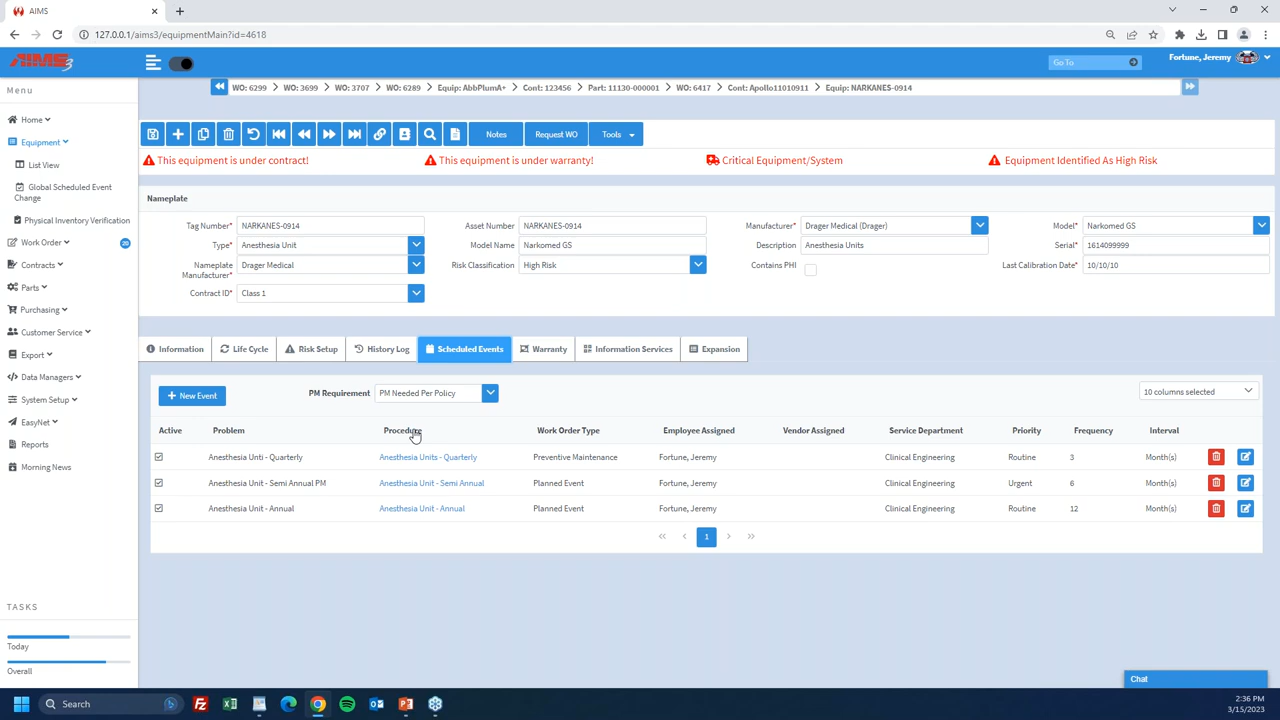 AIMS
127.0.0.1/aims3/equipmentMain?id=4618
AIMS 3
Go To
Fortune, Jeremy
Menu
WO: 6299 >> WO: 3699 >> WO: 3707 >> WO: 6289 >> Equip: AbbPlumA+ >> Cont: 123456 >> Part: 11130-000001 >> WO: 6417 >> Cont: Apollo11010911 >> Equip: NARKANES-0914
Home
Equipment
List View
Global Scheduled Event Change
Physical Inventory Verification
Work Order
20
Contracts
Parts
Purchasing
Customer Service
Export
Data Managers
System Setup
EasyNet
Reports
Morning News
TASKS
Today
Overall
Notes
Request WO
Tools
This equipment is under contract!
This equipment is under warranty!
Critical Equipment/System
Equipment Identified As High Risk
Nameplate
Tag Number* NARKANES-0914
Asset Number NARKANES-0914
Manufacturer* Drager Medical (Drager)
Model* Narkomed GS
Type* Anesthesia Unit
Model Name Narkomed GS
Description Anesthesia Units
Serial* 1614099999
Nameplate Manufacturer* Drager Medical
Risk Classification High Risk
Contains PHI
Last Calibration Date* 10/10/10
Contract ID* Class 1
Information
Life Cycle
Risk Setup
History Log
Scheduled Events
Warranty
Information Services
Expansion
+ New Event
PM Requirement PM Needed Per Policy
10 columns selected
Active Problem Procedure Work Order Type Employee Assigned Vendor Assigned Service Department Priority Frequency Interval
Anesthesia Unti - Quarterly Anesthesia Units - Quarterly Preventive Maintenance Fortune, Jeremy Clinical Engineering Routine 3 Month(s)
Anesthesia Unit - Semi Annual PM Anesthesia Unit - Semi Annual Planned Event Fortune, Jeremy Clinical Engineering Urgent 6 Month(s)
Anesthesia Unit - Annual Anesthesia Unit - Annual Planned Event Fortune, Jeremy Clinical Engineering Routine 12 Month(s)
1
Chat
Search
2:36 PM
3/15/2023